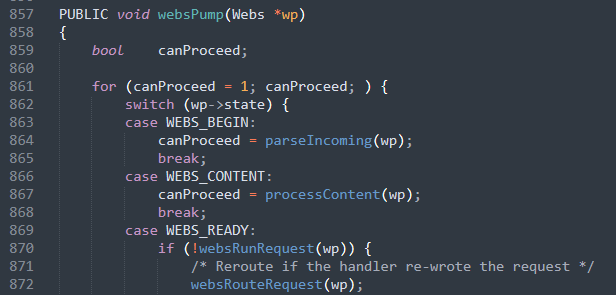 857 PUBLIC void websPump(Webs *wp)
858 {
859     bool    canProceed;
860
861     for (canProceed = 1; canProceed; ) {
862         switch (wp->state) {
863         case WEBS_BEGIN:
864             canProceed = parseIncoming(wp);
865             break;
866         case WEBS_CONTENT:
867             canProceed = processContent(wp);
868             break;
869         case WEBS_READY:
870             if (!websRunRequest(wp)) {
871                 /* Reroute if the handler re-wrote the request */
872                 websRouteRequest(wp);